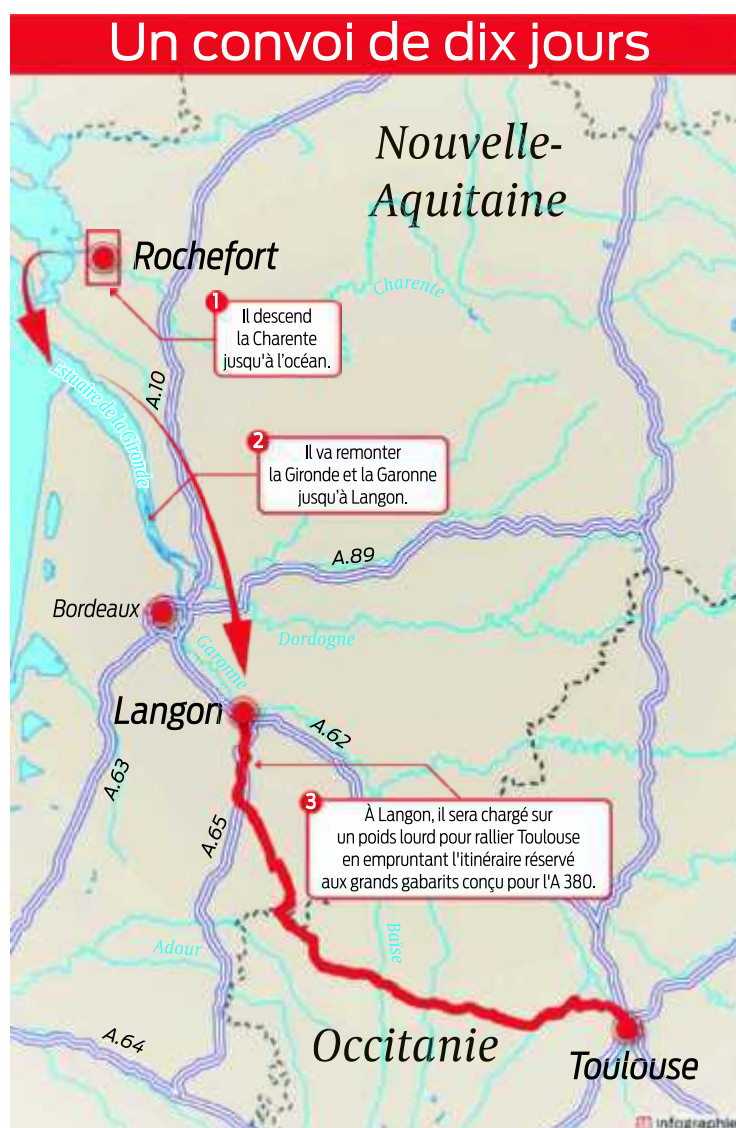 Un convoi de dix jours
Nouvelle-
Aquitaine
Rochefort
Charente
1
Il descend
la Charente
jusqu'à l'océan.
A.10
Estuaire de la Gironde
2
Il va remonter
la Gironde et la Garonne
jusqu'à Langon.
A.89
Bordeaux
Dordogne
Garonne
Langon
A.62
A.63
3
À Langon, il sera chargé sur
un poids lourd pour rallier Toulouse
en empruntant l'itinéraire réservé
aux grands gabarits conçu pour l'A 380.
A.65
Adour
Baïse
A.64
Occitanie
Toulouse
infographie